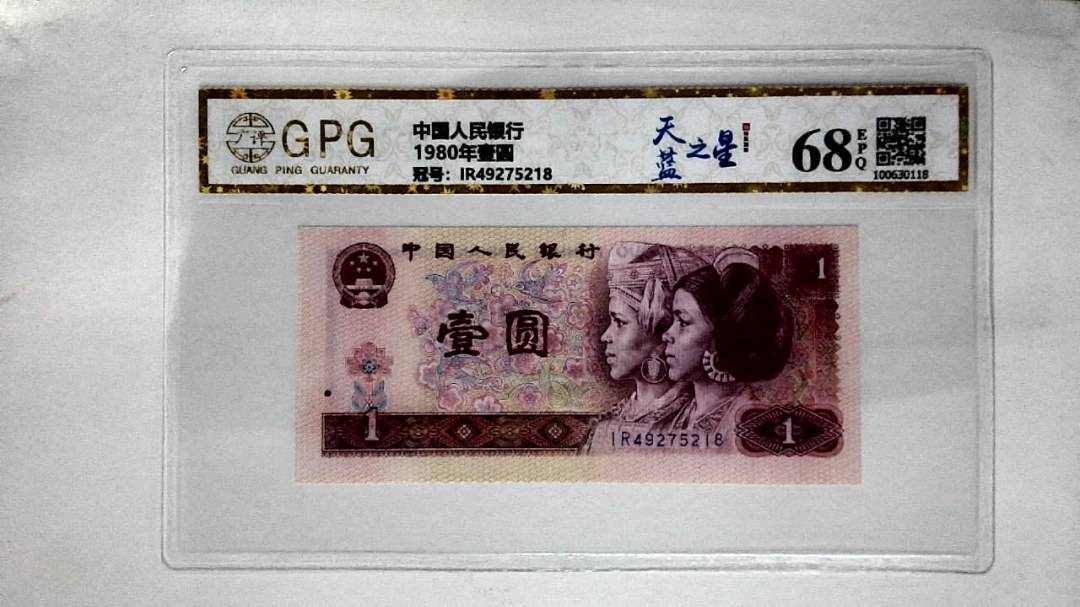 广评
GPG
GUANG PING GUARANTY
中国人民银行
1980年壹圆
冠号：IR49275218
天蓝之星
68
EPQ
100630118
中国人民银行
1
壹圆
1
IR49275218
1